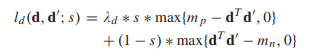 l_d(d, d′; s) = λ_d * s * max{m_p − d^T d′, 0}
+ (1 − s) * max{d^T d′ − m_n, 0}